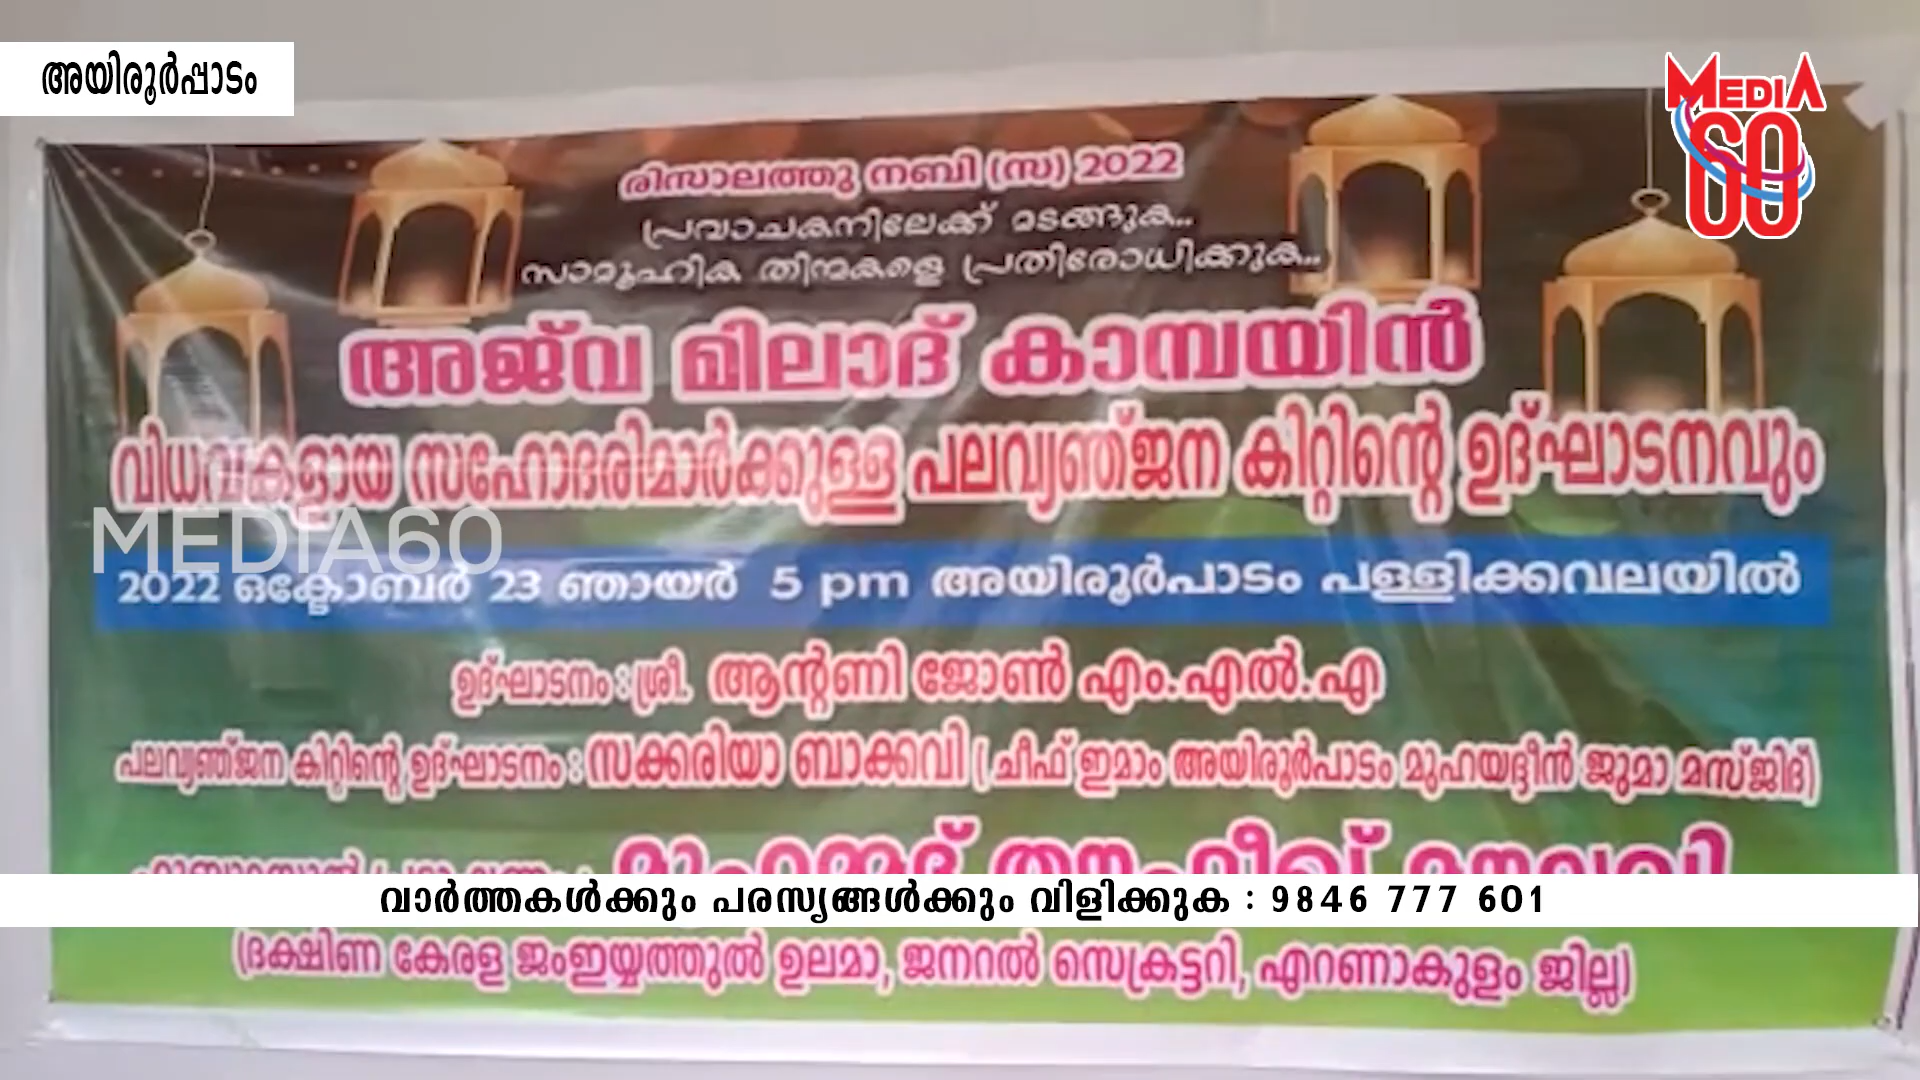 അയിരൂർപ്പാടം
MEDIA 60
രിസാലത്തു നബി (സ) 2022
പ്രവാചകനിലേക്ക് മടങ്ങുക..
സാമൂഹിക തിന്മകളെ പ്രതിരോധിക്കുക..
അജ്‌വ മീലാദ് കാമ്പയിൻ
വിധവകളായ സഹോദരിമാർക്കുള്ള പലവ്യഞ്ജന കിറ്റിന്റെ ഉദ്ഘാടനവും
MEDIA60
2022 ഒക്ടോബർ 23 ഞായർ 5 pm അയിരൂർപാടം പള്ളിക്കവലയിൽ
ഉദ്ഘാടനം : ശ്രീ. ആന്റണി ജോൺ എം.എൽ.എ
പലവ്യഞ്ജന കിറ്റിന്റെ ഉദ്ഘാടനം : സക്കരിയാ ബാക്കവി (ചീഫ് ഇമാം അയിരൂർപാടം മുഹയദ്ദീൻ ജുമാ മസ്ജിദ്)
വാർത്തകൾക്കും പരസ്യങ്ങൾക്കും വിളിക്കുക : 9846 777 601
(ദക്ഷിണ കേരള ജംഇയ്യത്തുൽ ഉലമാ, ജനറൽ സെക്രട്ടറി, എറണാകുളം ജില്ല)